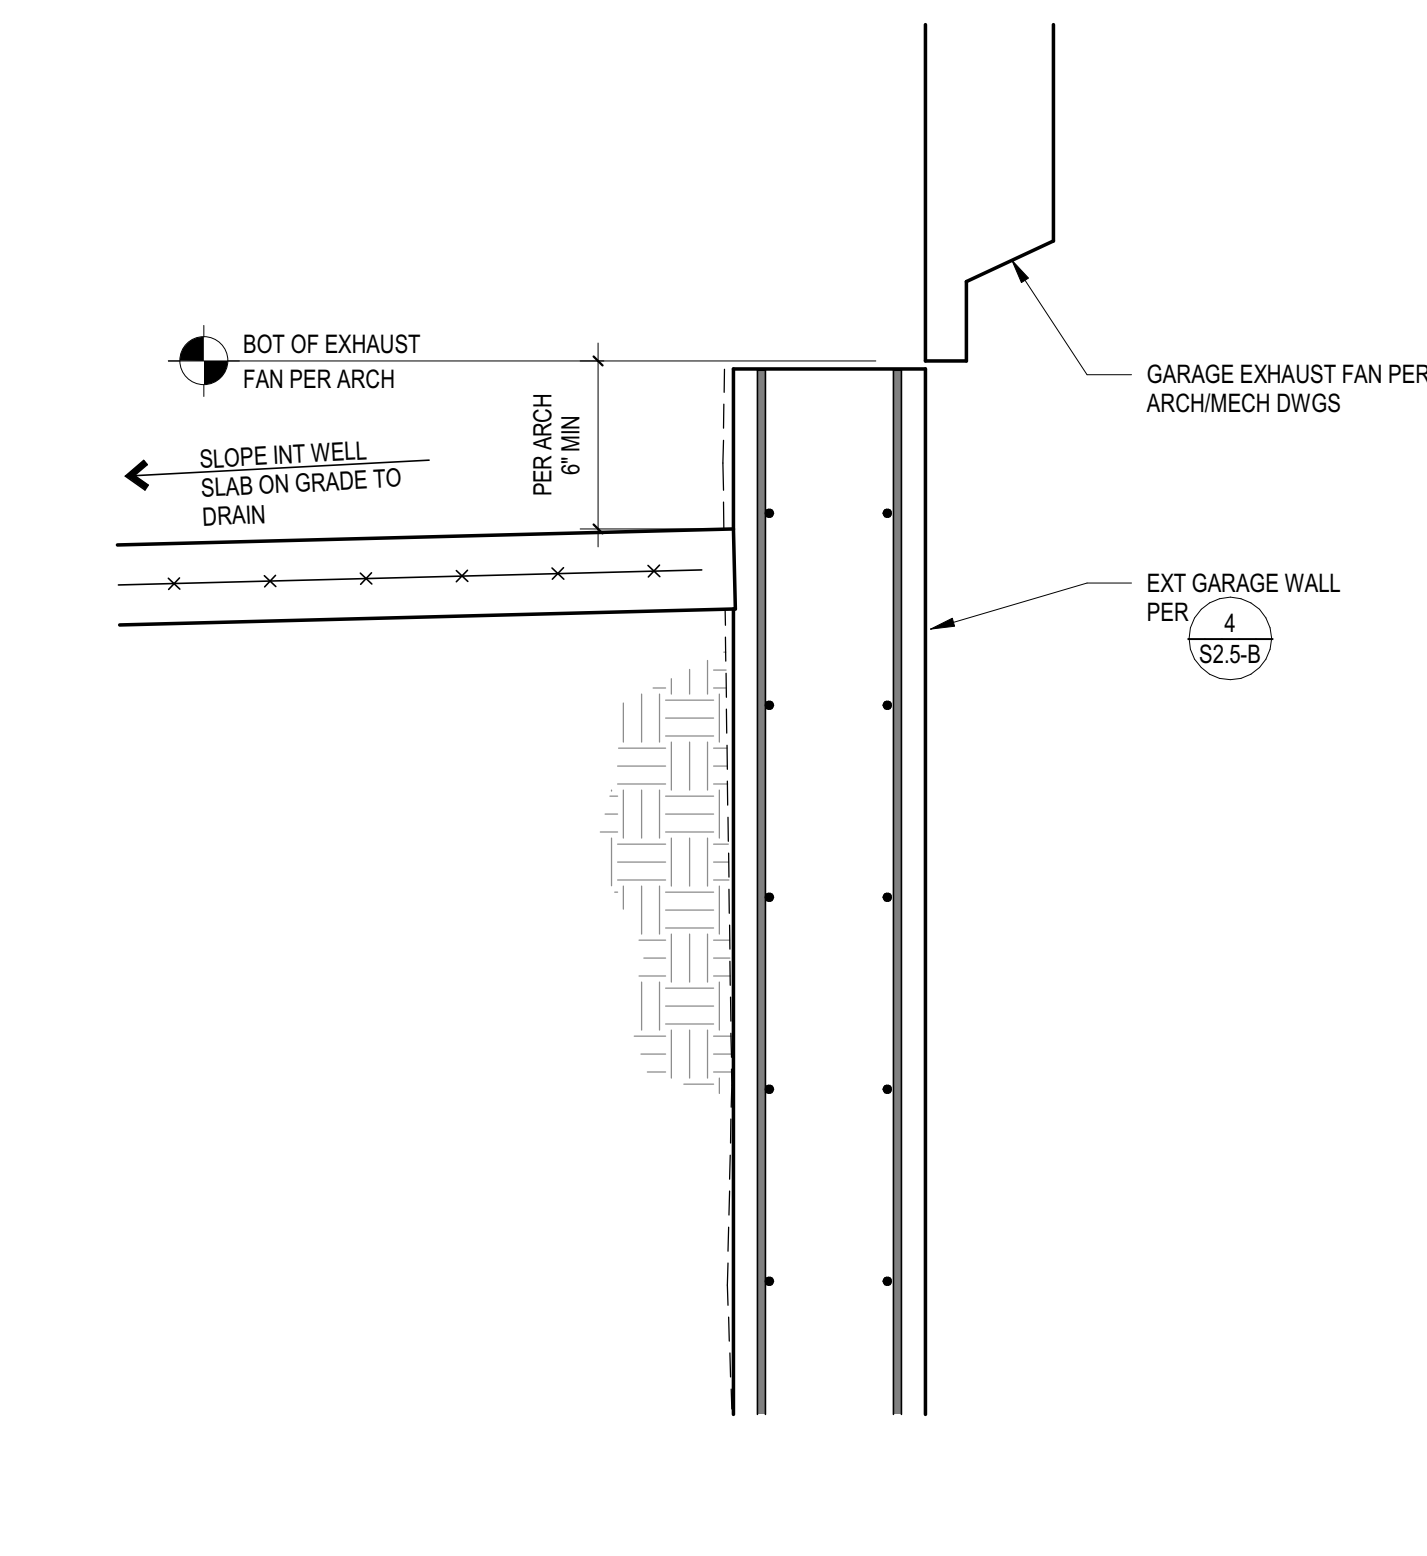 BOT OF EXHAUST
FAN PER ARCH
SLOPE INT WELL
SLAB ON GRADE TO
DRAIN
PER ARCH
6" MIN
GARAGE EXHAUST FAN PER
ARCH/MECH DWGS
EXT GARAGE WALL
PER
4
S2.5-B